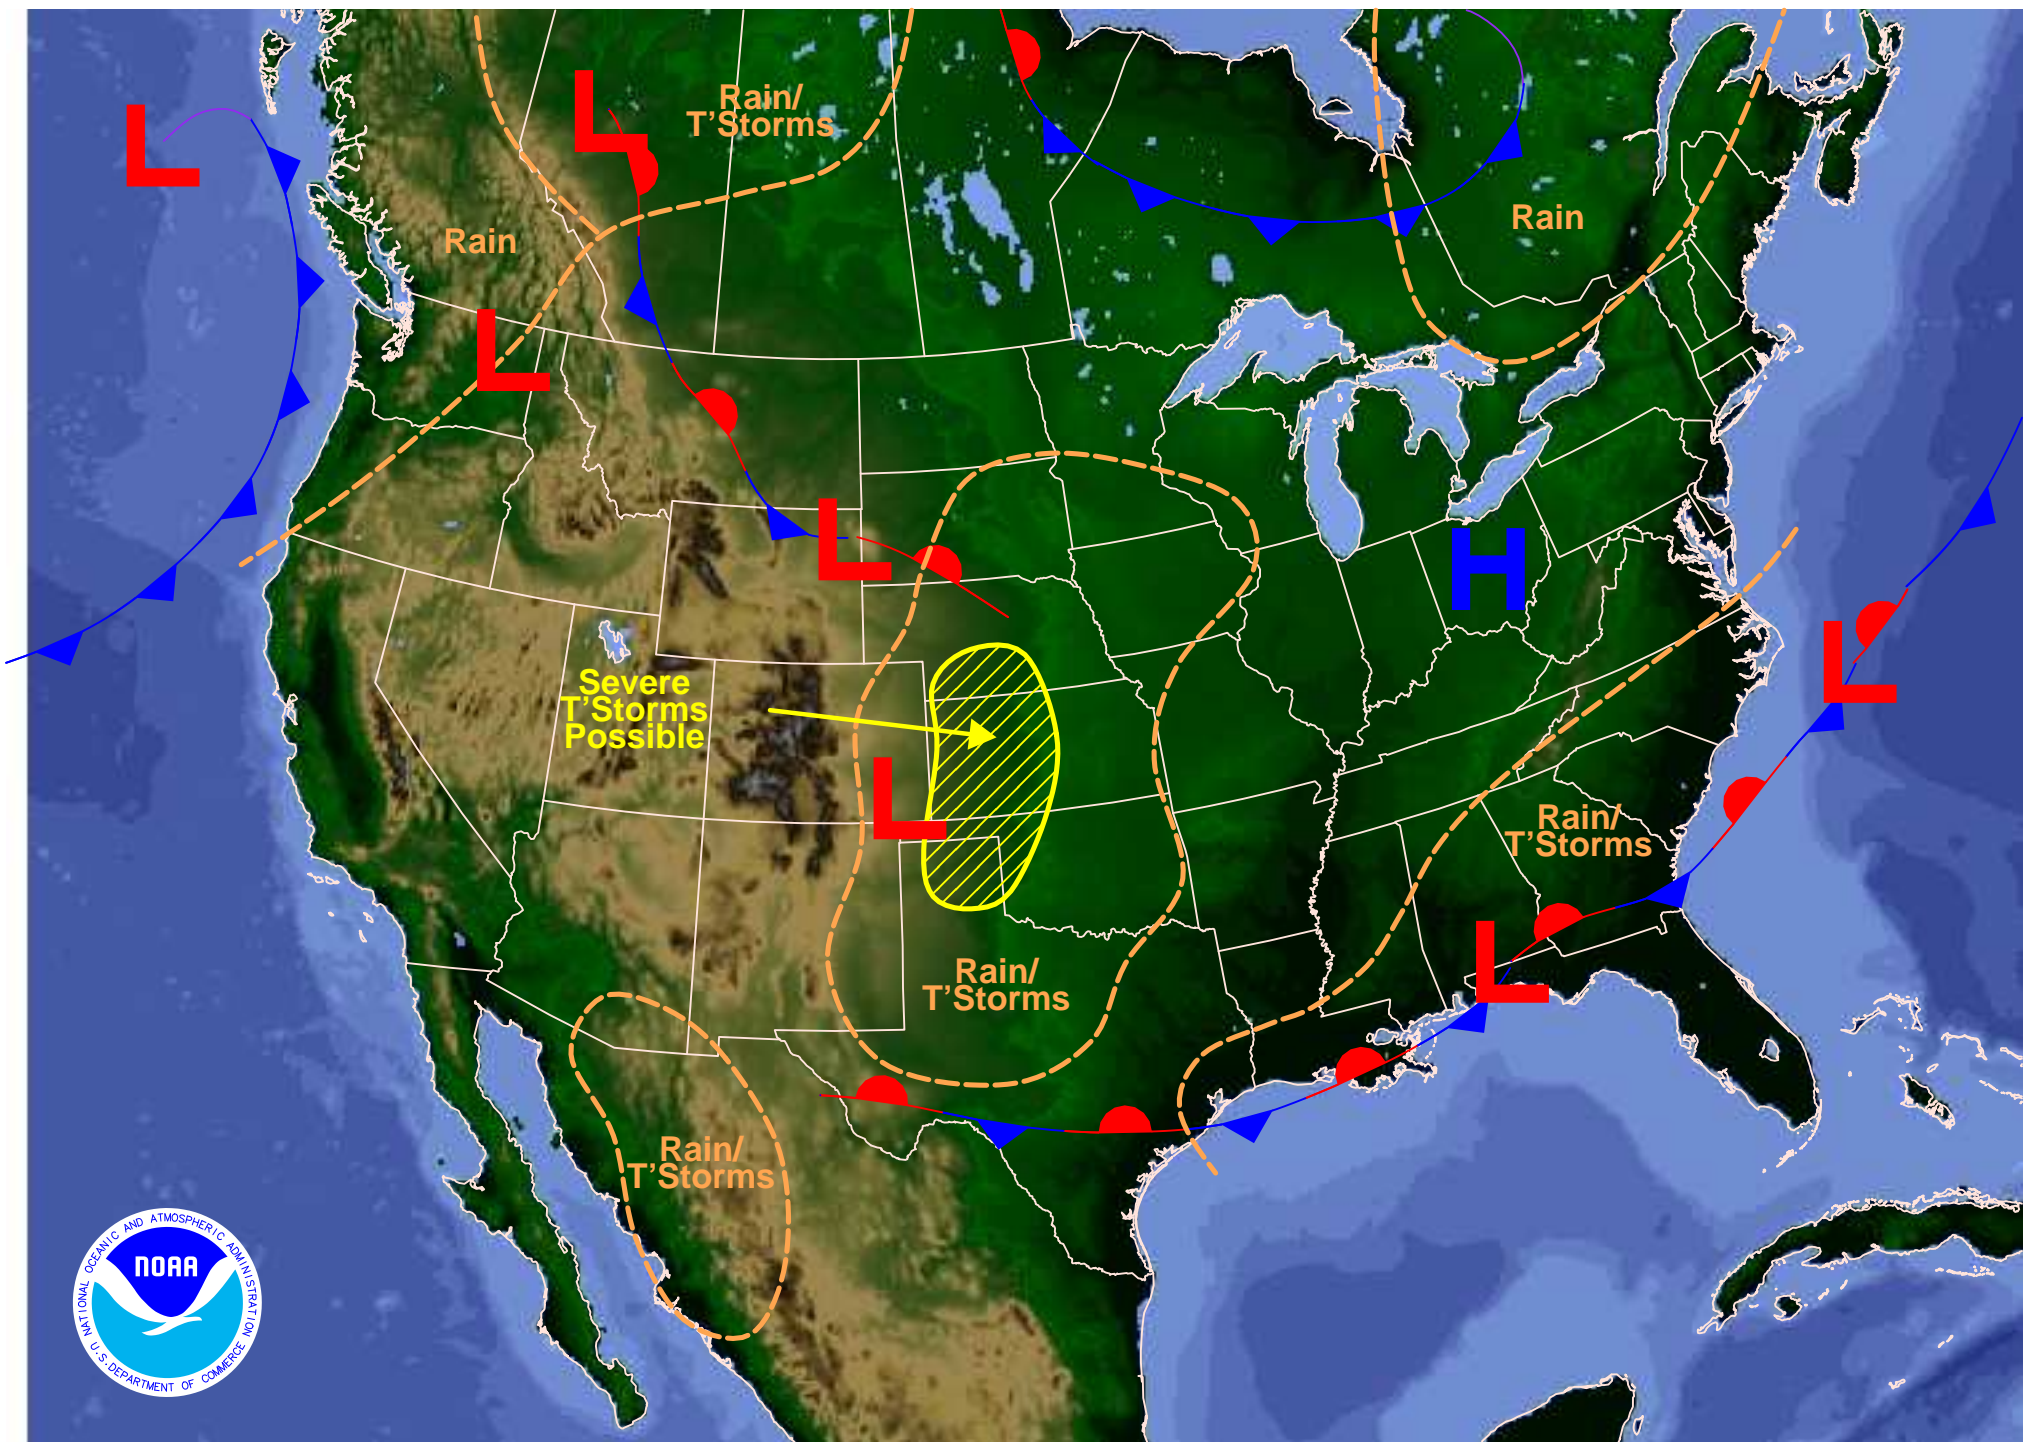 L
L
Rain/
T'Storms
Rain
Rain
L
L
H
L
Severe
T'Storms
Possible
L
Rain/
T'Storms
L
Rain/
T'Storms
Rain/
T'Storms
NATIONAL OCEANIC AND ATMOSPHERIC ADMINISTRATION
NOAA
U.S. DEPARTMENT OF COMMERCE